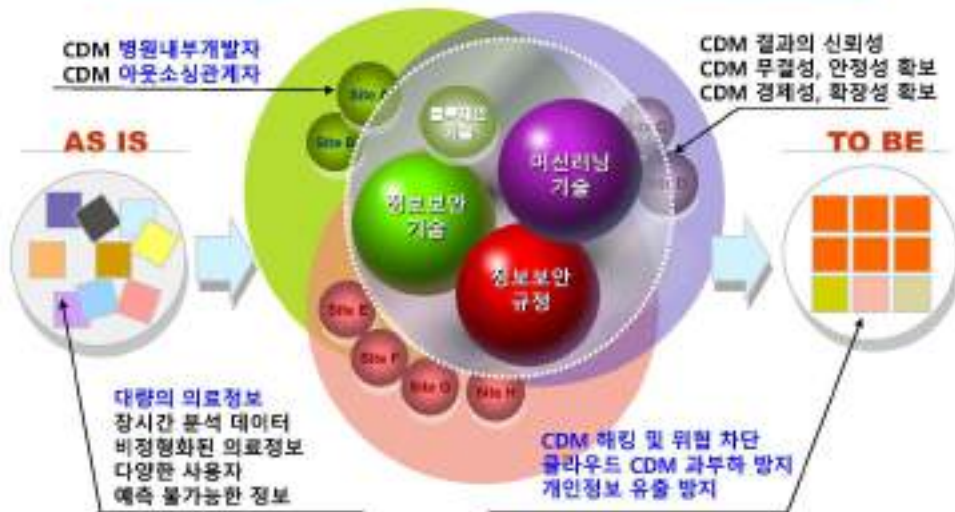 CDM 병원내부개발자
CDM 아웃소싱관계자
CDM 결과의 신뢰성
CDM 무결성, 안정성 확보
CDM 경제성, 확장성 확보
AS IS
TO BE
Site A
Site B
기술
머신러닝
기술
정보보안
기술
정보보안
규정
Site E
Site F
Site G
Site H
대량의 의료정보
장시간 분석 데이터
비정형화된 의료정보
다양한 사용자
예측 불가능한 정보
CDM 해킹 및 위협 차단
클라우드 CDM 과부하 방지
개인정보 유출 방지